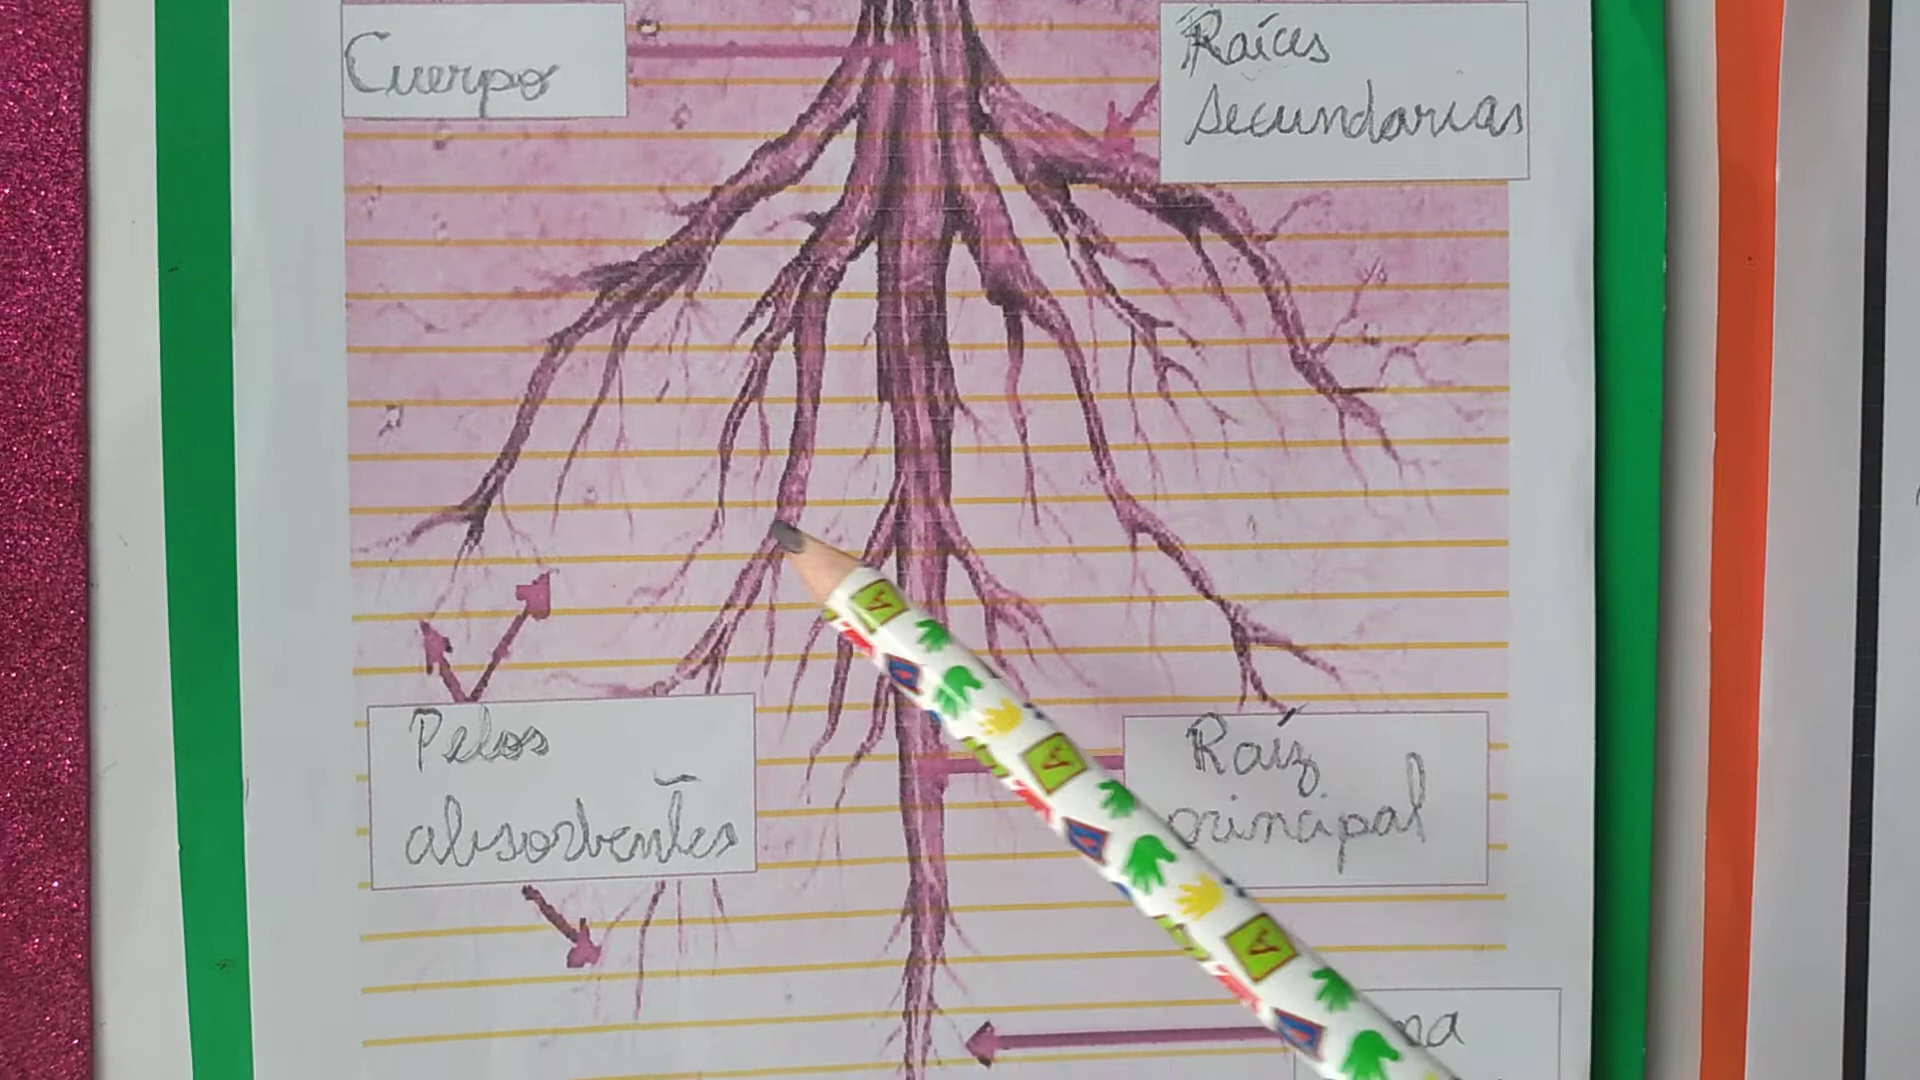 Cuerpo
Raíces
secundarias
Pelos
absorbentes
Raíz
principal